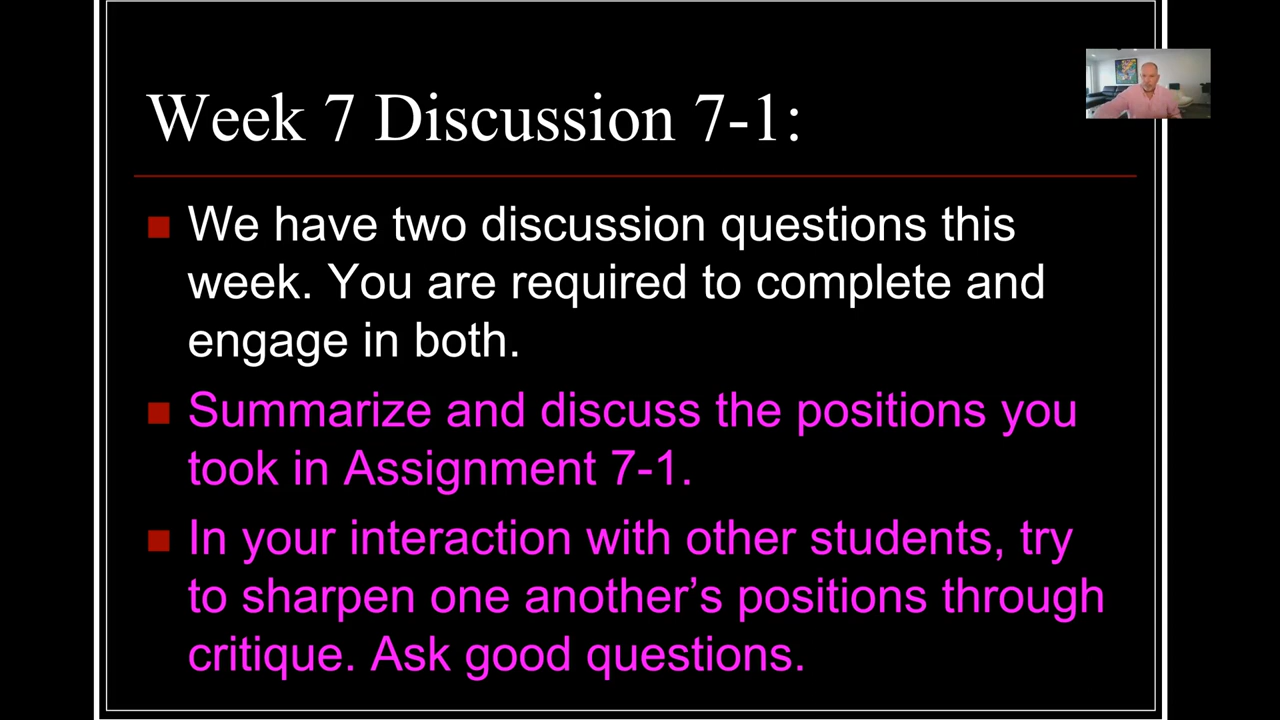 Week 7 Discussion 7-1:
We have two discussion questions this
week. You are required to complete and
engage in both.
Summarize and discuss the positions you
took in Assignment 7-1.
In your interaction with other students, try
to sharpen one another’s positions through
critique. Ask good questions.